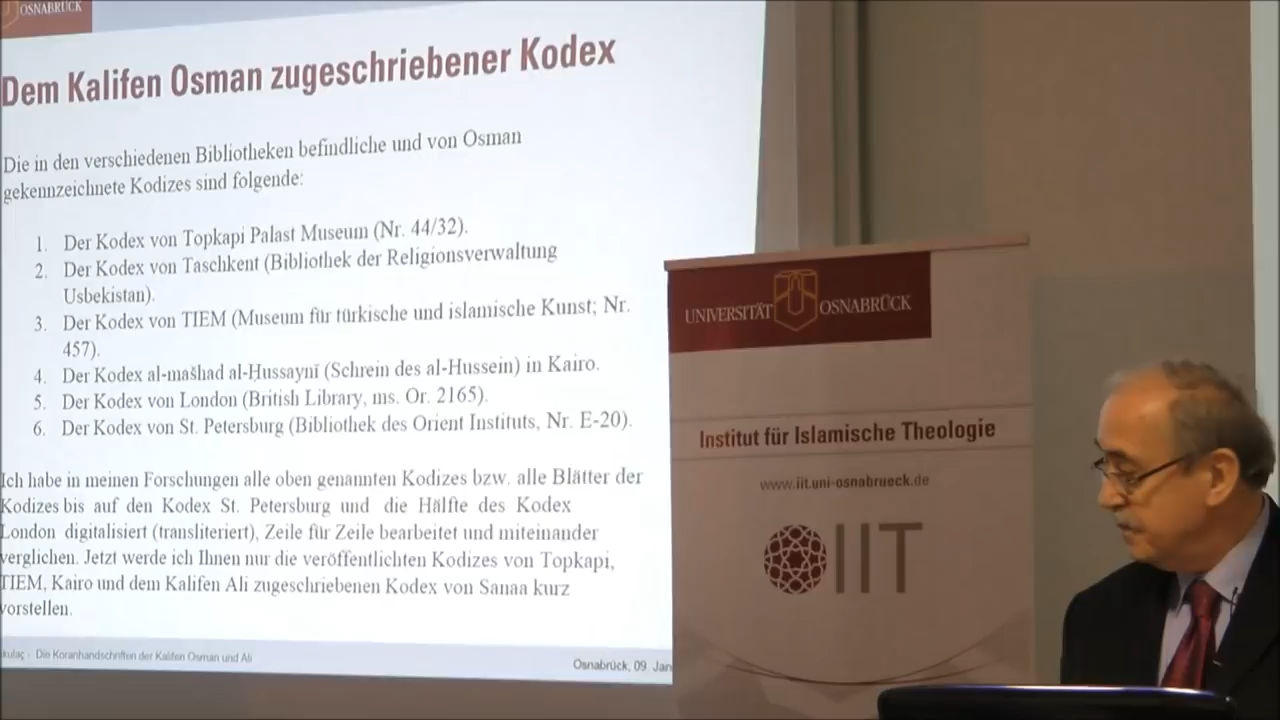 OSNABRÜCK
Dem Kalifen Osman zugeschriebener Kodex
Die in den verschiedenen Bibliotheken befindliche und von Osman
gekennzeichnete Kodizes sind folgende:
1. Der Kodex von Topkapi Palast Museum (Nr. 44/32).
2. Der Kodex von Taschkent (Bibliothek der Religionsverwaltung
Usbekistan).
3. Der Kodex von TIEM (Museum für türkische und islamische Kunst; Nr.
457).
4. Der Kodex al-mašhad al-Ḥussaynī (Schrein des al-Hussein) in Kairo.
5. Der Kodex von London (British Library, ms. Or. 2165).
6. Der Kodex von St. Petersburg (Bibliothek des Orient Instituts, Nr. E-20).
Ich habe in meinen Forschungen alle oben genannten Kodizes bzw. alle Blätter der
Kodizes bis auf den Kodex St. Petersburg und die Hälfte des Kodex
London digitalisiert (transliteriert), Zeile für Zeile bearbeitet und miteinander
verglichen. Jetzt werde ich Ihnen nur die veröffentlichten Kodizes von Topkapi,
TIEM, Kairo und dem Kalifen Ali zugeschriebenen Kodex von Sanaa kurz
vorstellen.
kulaç - Die Koranhandschriften der Kalifen Osman und Ali
Osnabrück, 09. Jan
UNIVERSITÄT OSNABRÜCK
Institut für Islamische Theologie
www.iit.uni-osnabrueck.de
IIT